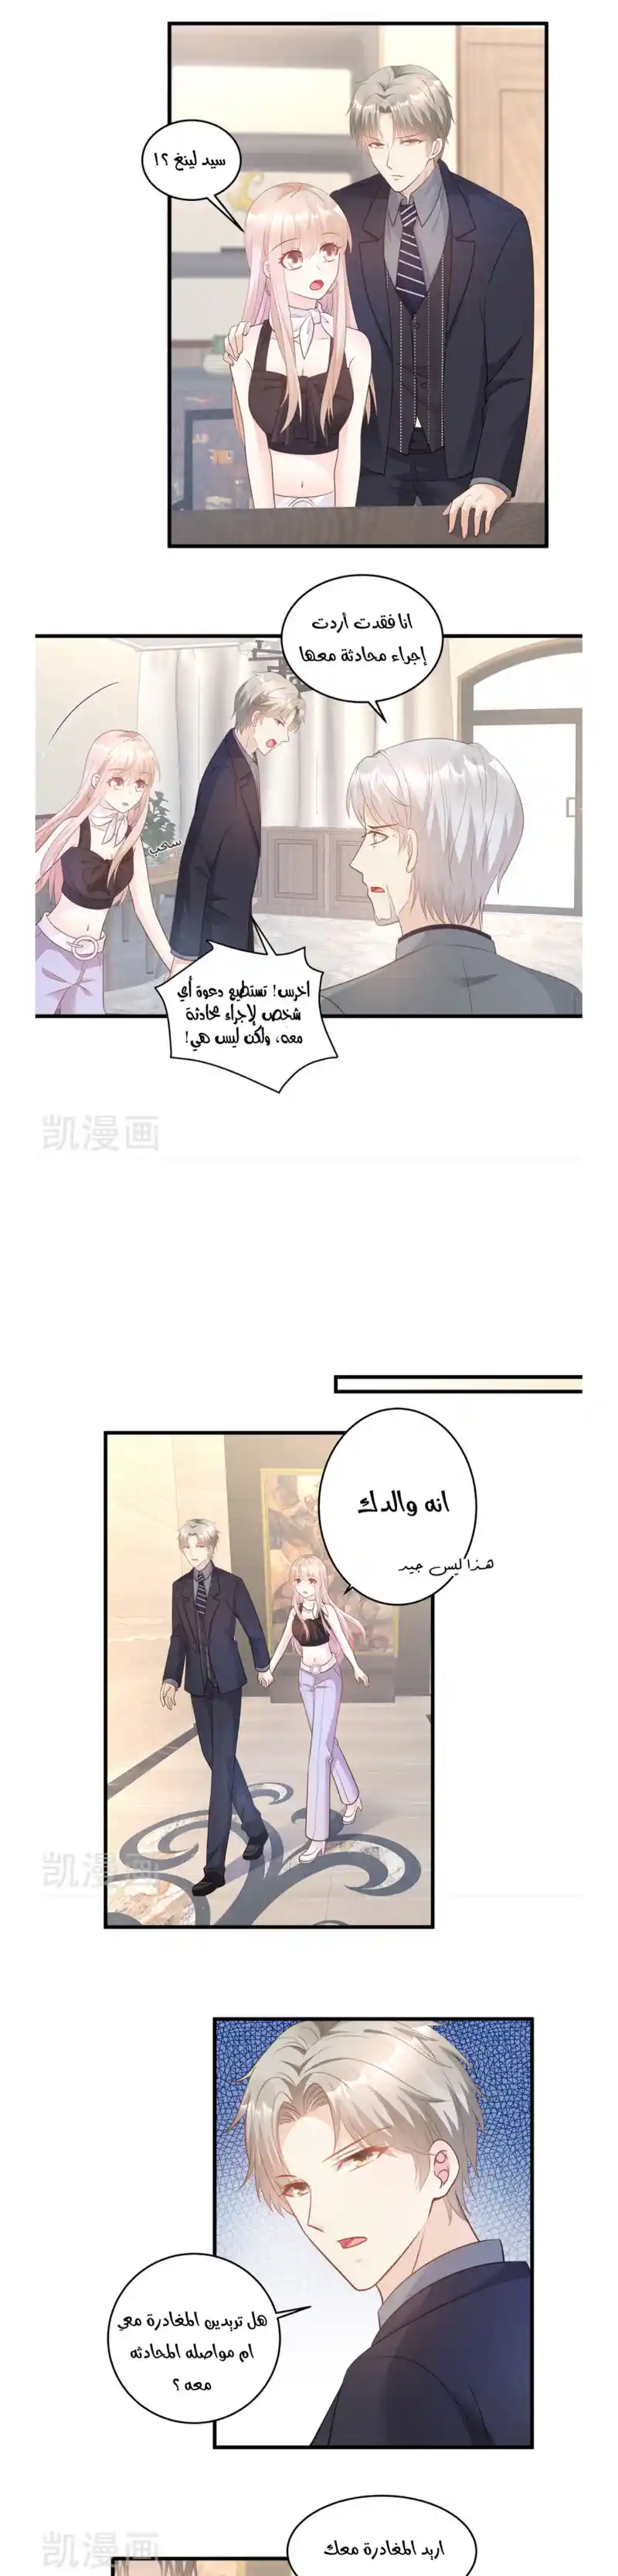 سيد لينغ ؟!
انا فقدت أردت
إجراء محادثة معها
سحب
اخرس! تستطيع دعوة أي
شخص لإجراء محادثة
معه، ولكن ليس هي!
凯漫画
انه والدك
هذا ليس جيد
凯漫画
هل تريدين المغادرة معي
ام مواصله المحادثه
معه ؟
凯漫画
اريد المغادرة معك